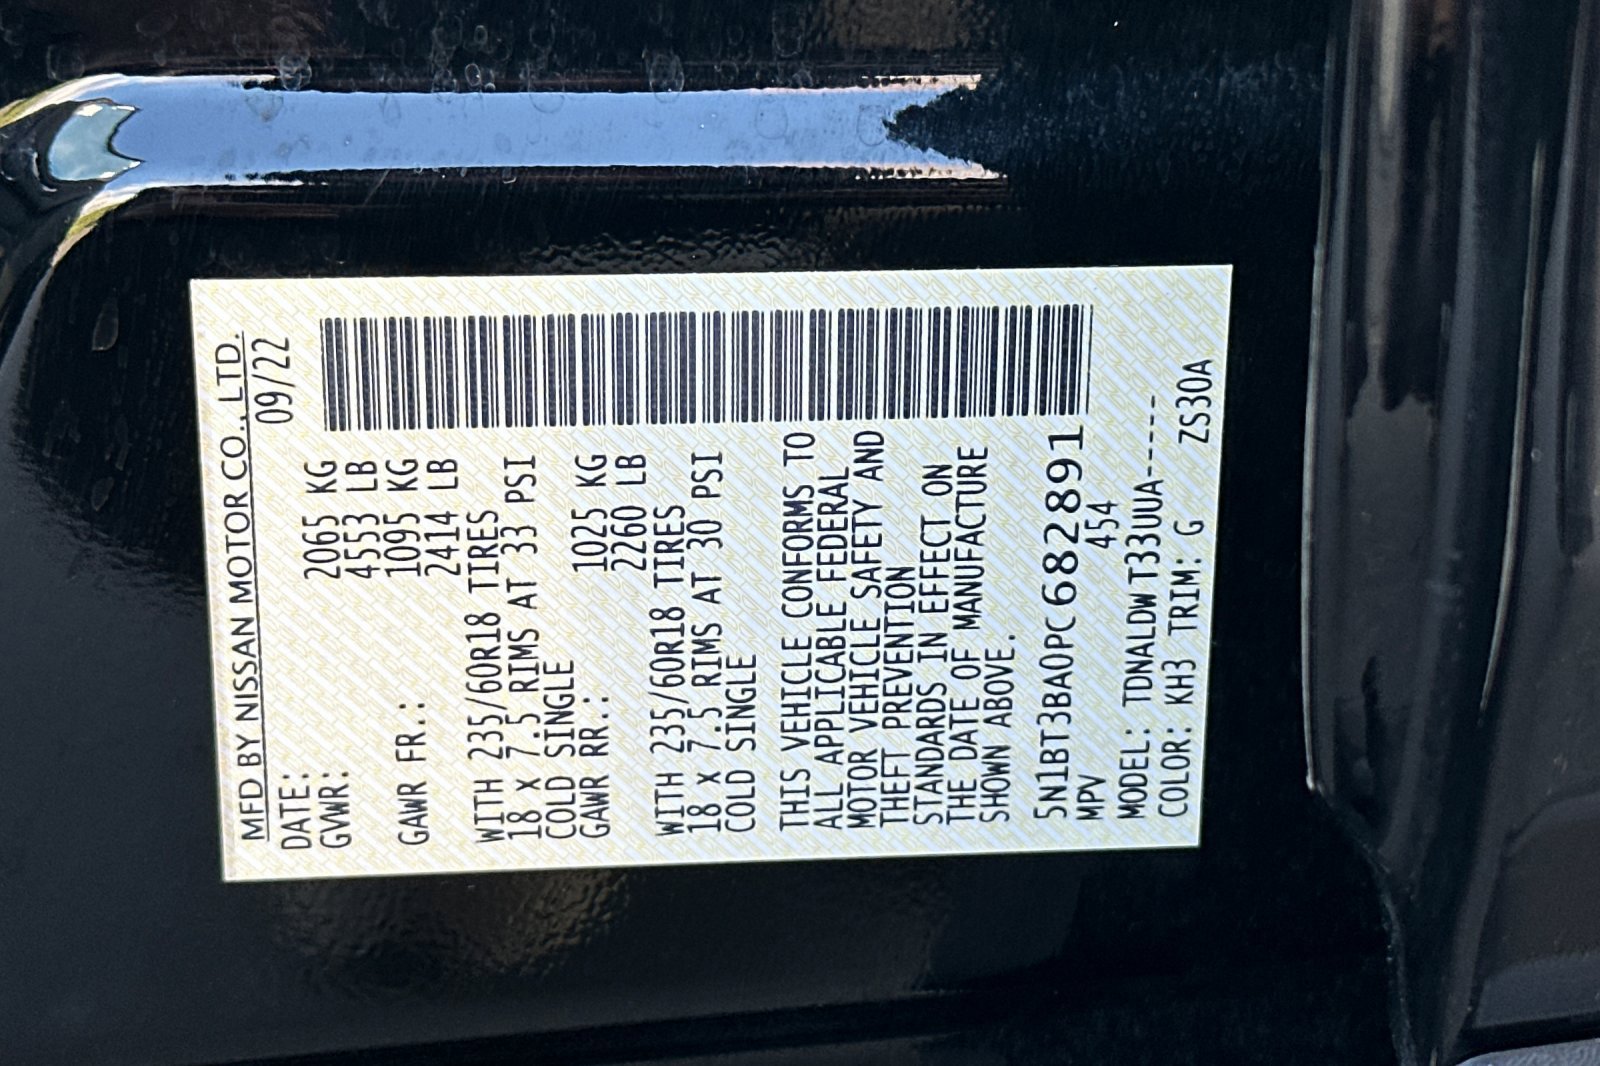 MFD BY NISSAN MOTOR CO., LTD.
DATE: 09/22
GVWR: 2065 KG
4553 LB
GAWR FR.: 1095 KG
2414 LB
WITH 235/60R18 TIRES
18 X 7.5 RIMS AT 33 PSI
COLD SINGLE
GAWR RR.: 1025 KG
2260 LB
WITH 235/60R18 TIRES
18 X 7.5 RIMS AT 30 PSI
COLD SINGLE
THIS VEHICLE CONFORMS TO
ALL APPLICABLE FEDERAL
MOTOR VEHICLE SAFETY AND
THEFT PREVENTION
STANDARDS IN EFFECT ON
THE DATE OF MANUFACTURE
SHOWN ABOVE.
5N1BT3BA0PC682891
MPV 454
MODEL: TDNALDW T33UUA-----
COLOR: KH3 TRIM: G ZS30A